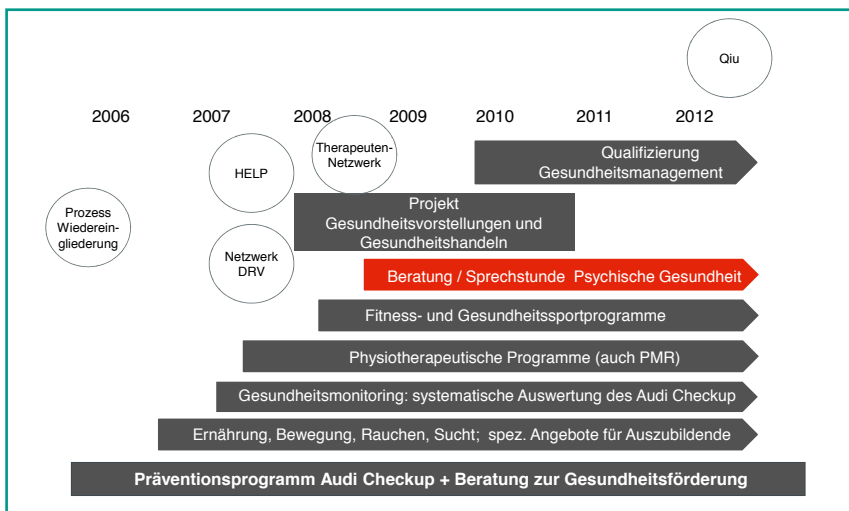 Qiu
2006 2007 2008 2009 2010 2011 2012
Therapeuten-
Netzwerk
Qualifizierung
Gesundheitsmanagement
HELP
Prozess
Wiederein-
gliederung
Projekt
Gesundheitsvorstellungen und
Gesundheitshandeln
Netzwerk
DRV
Beratung / Sprechstunde Psychische Gesundheit
Fitness- und Gesundheitssportprogramme
Physiotherapeutische Programme (auch PMR)
Gesundheitsmonitoring: systematische Auswertung des Audi Checkup
Ernährung, Bewegung, Rauchen, Sucht; spez. Angebote für Auszubildende
Präventionsprogramm Audi Checkup + Beratung zur Gesundheitsförderung